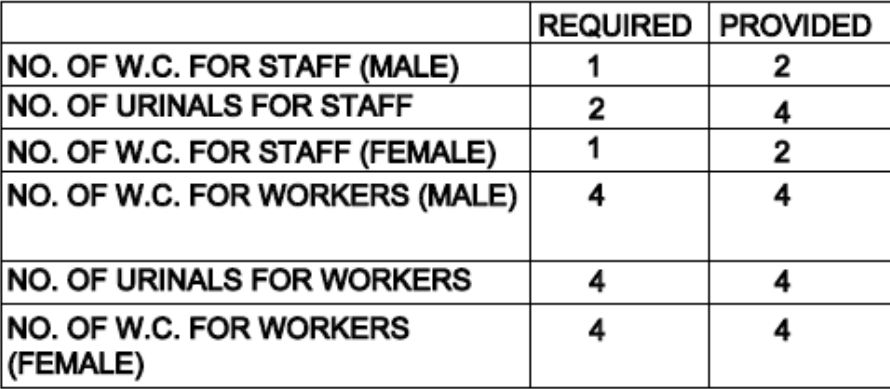 REQUIRED PROVIDED
NO. OF W.C. FOR STAFF (MALE) 1 2
NO. OF URINALS FOR STAFF 2 4
NO. OF W.C. FOR STAFF (FEMALE) 1 2
NO. OF W.C. FOR WORKERS (MALE) 4 4
NO. OF URINALS FOR WORKERS 4 4
NO. OF W.C. FOR WORKERS 4 4
(FEMALE)